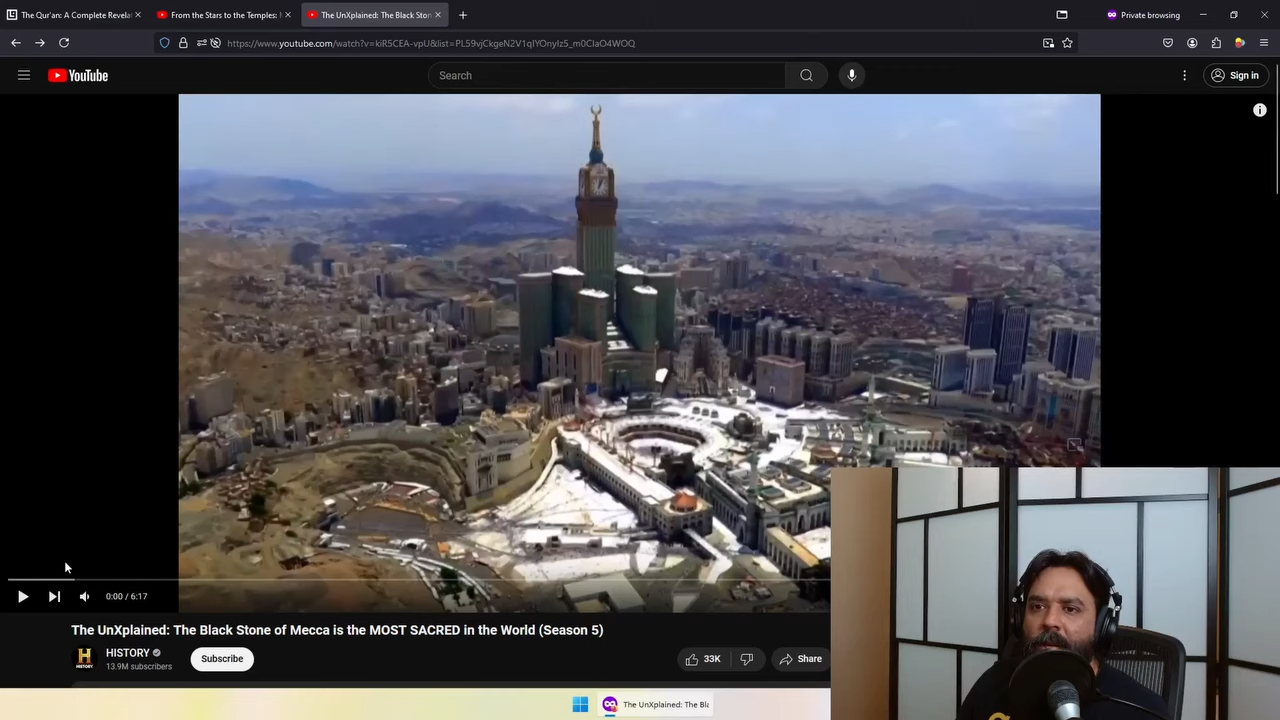 The Qur'an: A Complete Revelat
From the Stars to the Temples: I
The UnXplained: The Black Ston
Private browsing
https://www.youtube.com/watch?v=kiR5CEA-vpU&list=PL59vjCkgeN2V1qIYOnyIz5_m0CIaO4WOQ
YouTube
Search
Sign in
0:00 / 6:17
The UnXplained: The Black Stone of Mecca is the MOST SACRED in the World (Season 5)
HISTORY
13.9M subscribers
Subscribe
33K
Share
The UnXplained: The Bla